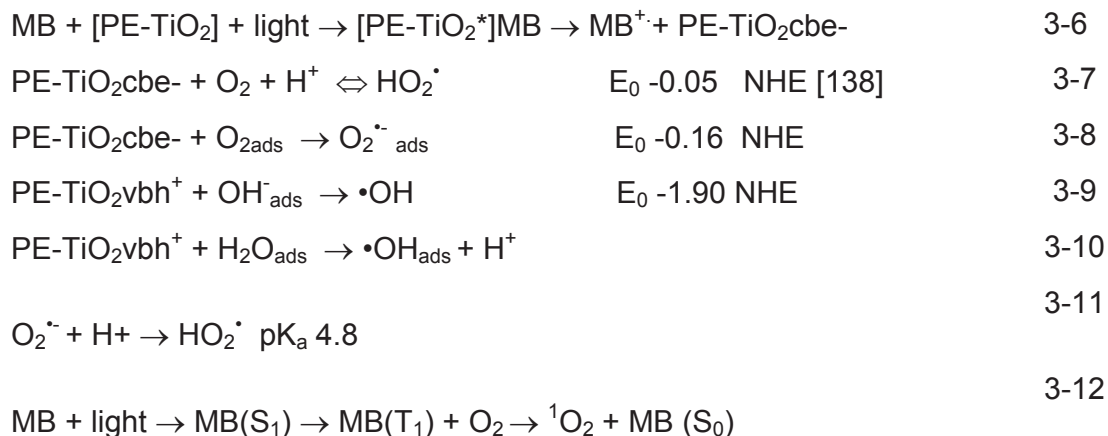 MB + [PE-TiO₂] + light → [PE-TiO₂*]MB → MB⁺˙+ PE-TiO₂cbe- 3-6
PE-TiO₂cbe- + O₂ + H⁺ ⇔ HO₂• E₀ -0.05 NHE [138] 3-7
PE-TiO₂cbe- + O₂ads → O₂•⁻ ads E₀ -0.16 NHE 3-8
PE-TiO₂vbh⁺ + OH⁻ads → •OH E₀ -1.90 NHE 3-9
PE-TiO₂vbh⁺ + H₂Oads → •OHads + H⁺ 3-10
3-11
O₂•⁻ + H+ → HO₂• pKa 4.8
3-12
MB + light → MB(S₁) → MB(T₁) + O₂ → ¹O₂ + MB (S₀)